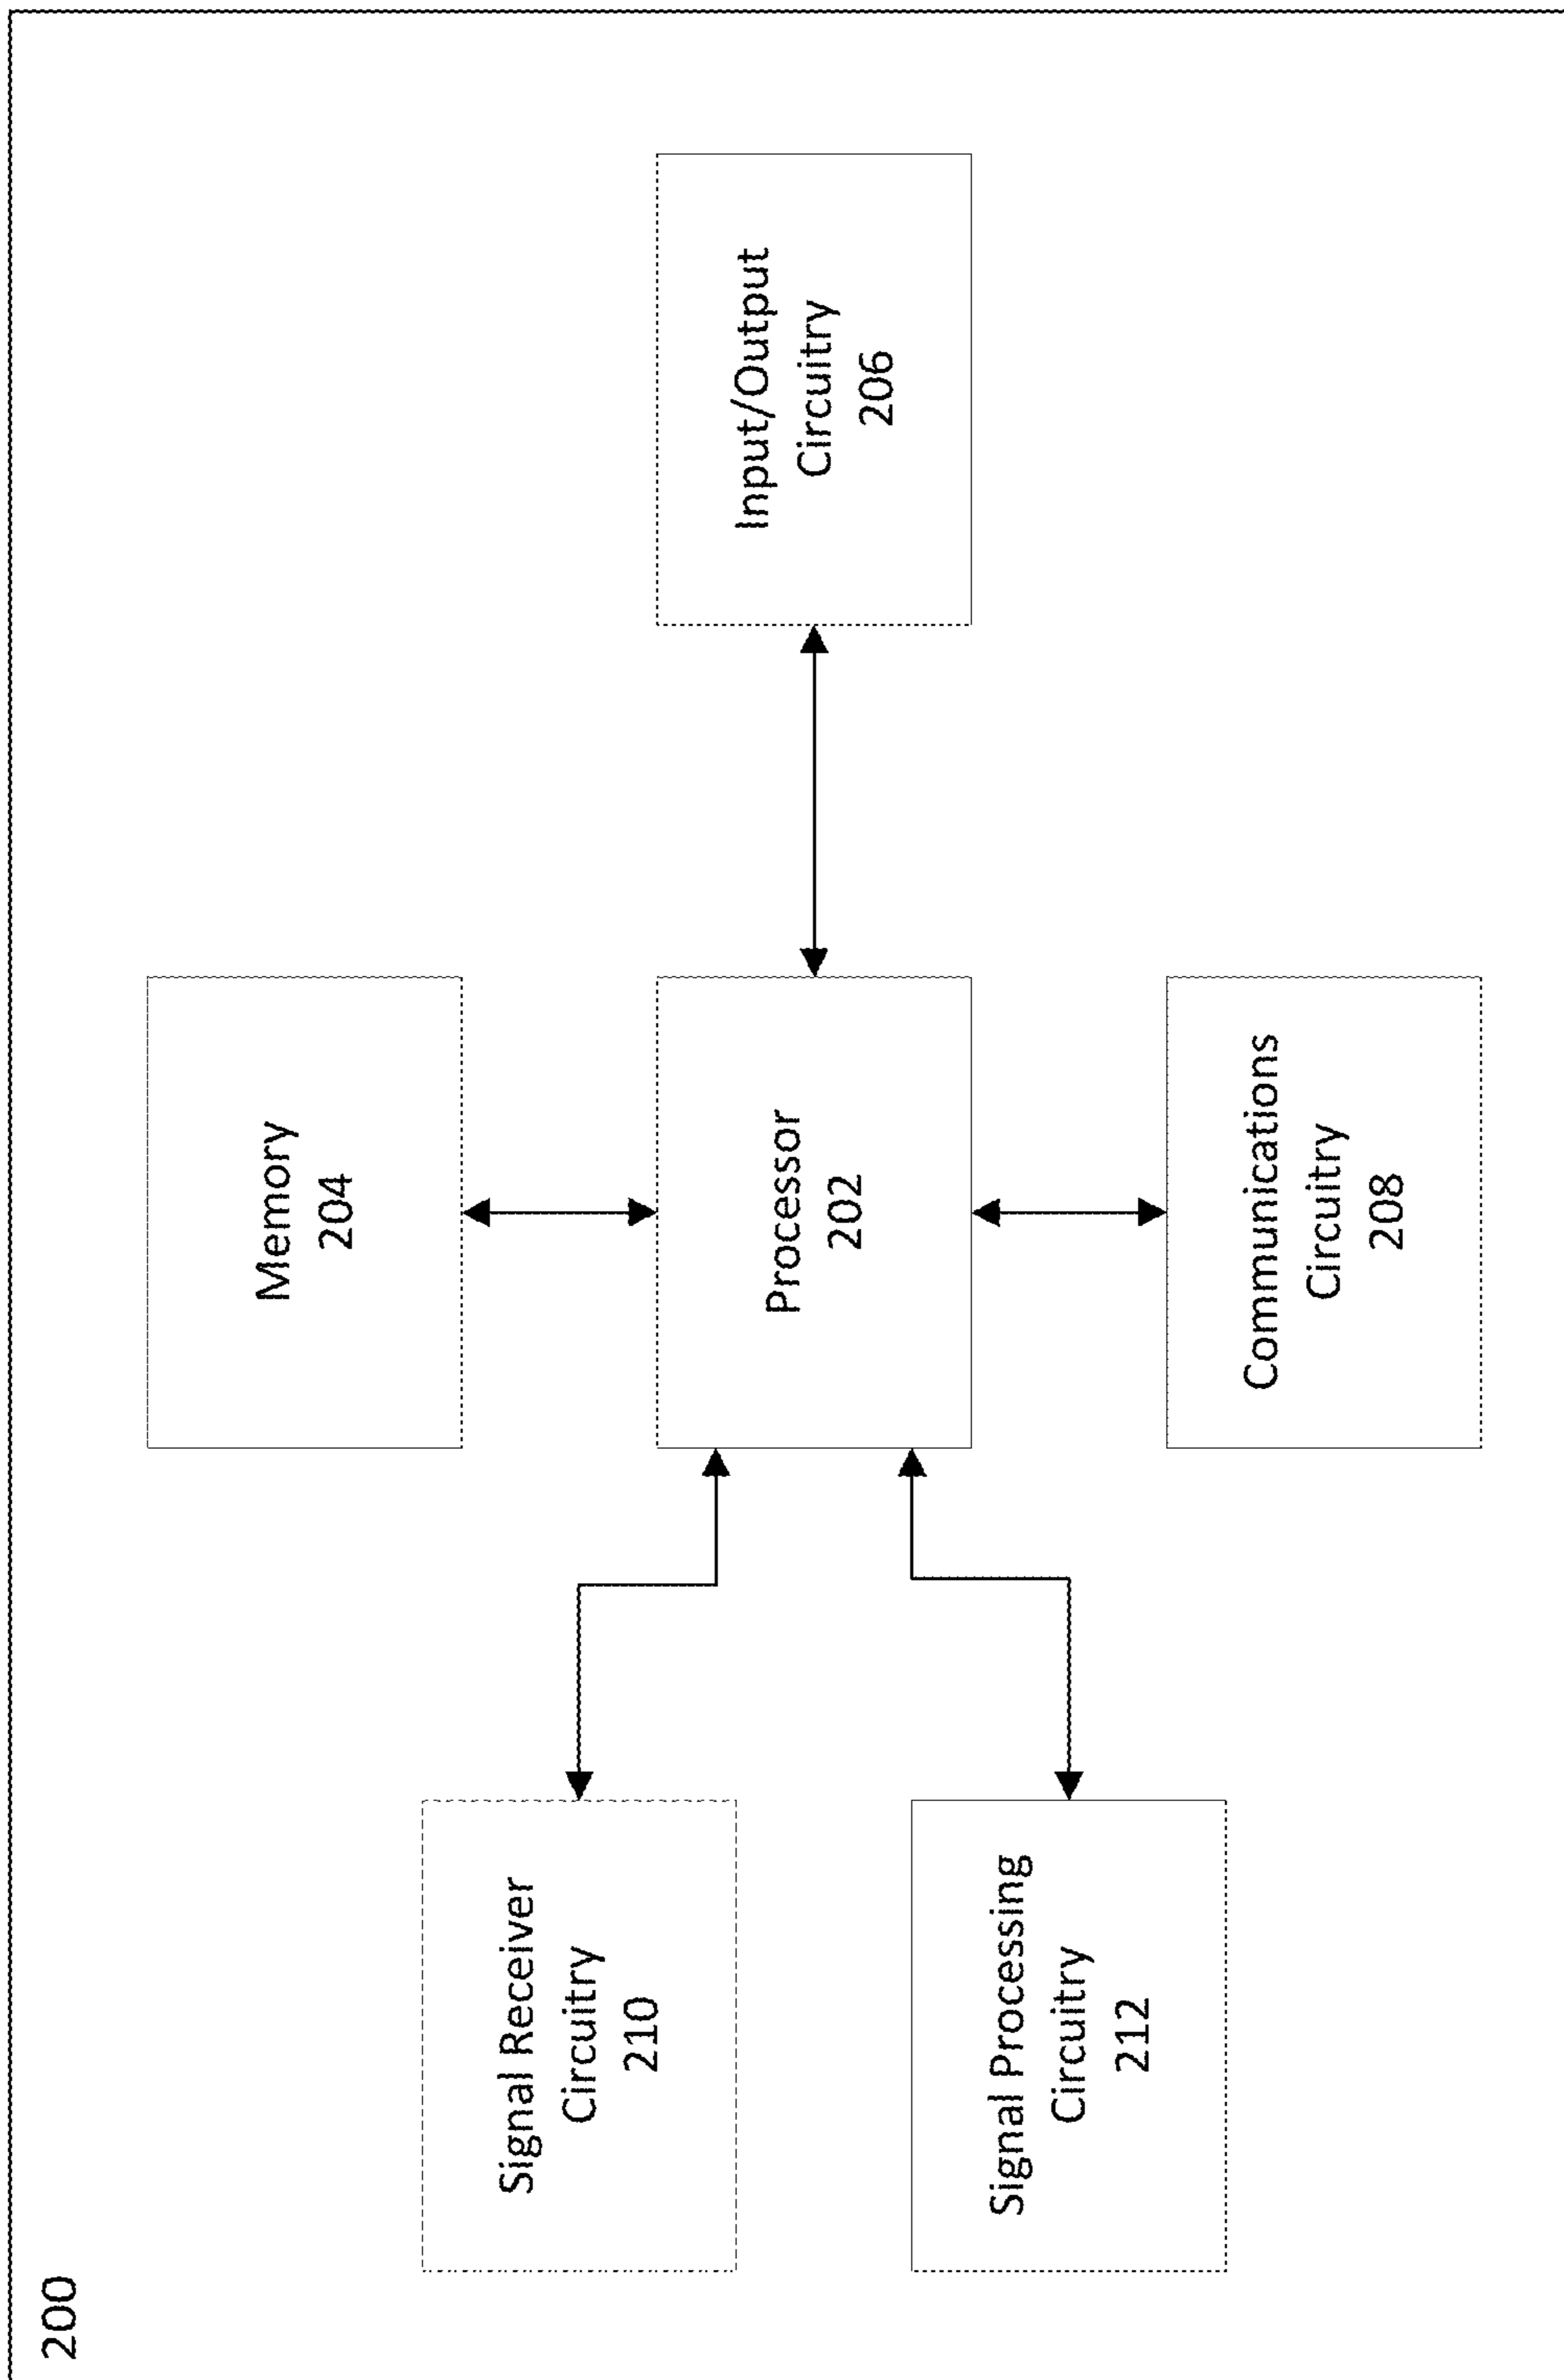 200
Memory
204
Signal Receiver
Circuitry
210
Processor
202
Input/Output
Circuitry
206
Signal Processing
Circuitry
212
Communications
Circuitry
208